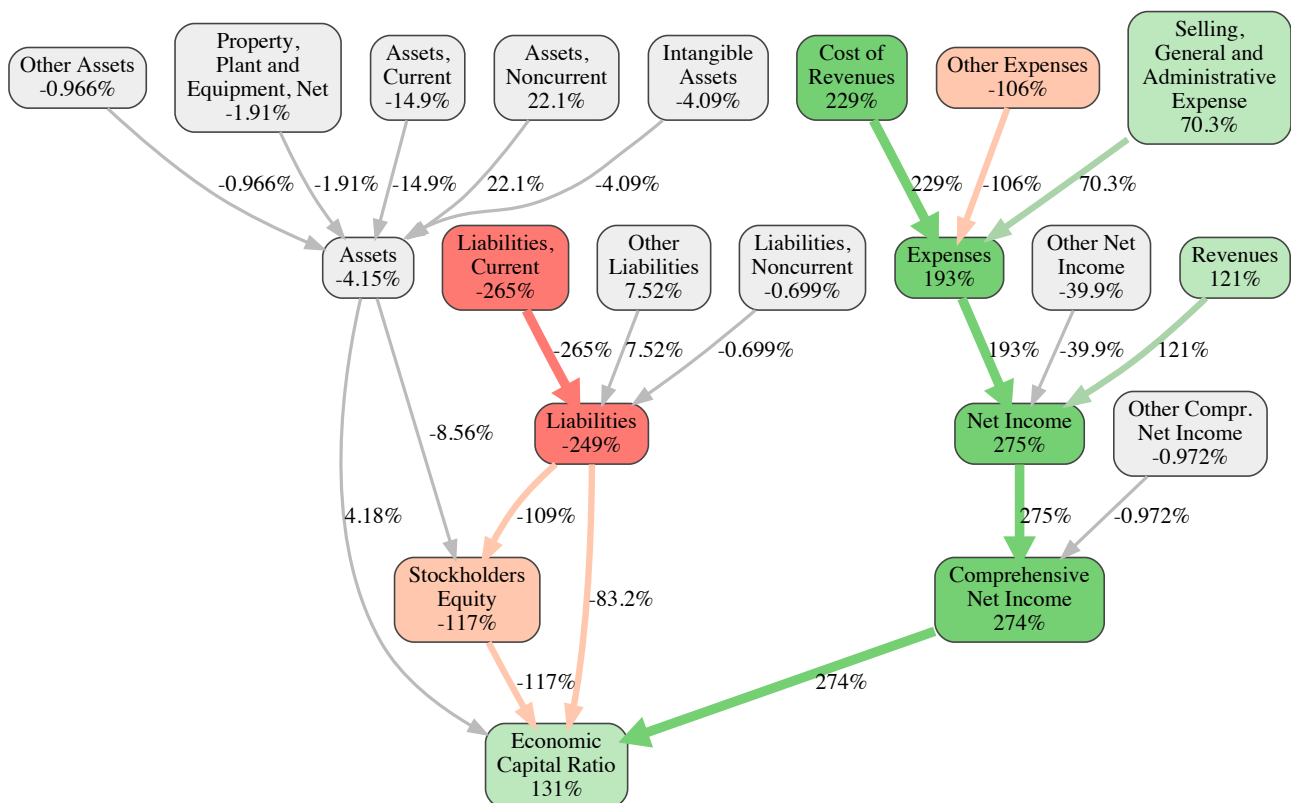 Other Assets
-0.966%
Property,
Plant and
Equipment, Net
-1.91%
Assets,
Current
-14.9%
Assets,
Noncurrent
22.1%
Intangible
Assets
-4.09%
Cost of
Revenues
229%
Other Expenses
-106%
Selling,
General and
Administrative
Expense
70.3%
-0.966%
-1.91%
-14.9%
22.1%
-4.09%
229%
-106%
70.3%
Assets
-4.15%
Liabilities,
Current
-265%
Other
Liabilities
7.52%
Liabilities,
Noncurrent
-0.699%
Expenses
193%
Other Net
Income
-39.9%
Revenues
121%
-265%
7.52%
-0.699%
193%
-39.9%
121%
-8.56%
Liabilities
-249%
Net Income
275%
Other Compr.
Net Income
-0.972%
4.18%
-109%
275%
-0.972%
Stockholders
Equity
-117%
-83.2%
Comprehensive
Net Income
274%
-117%
274%
Economic
Capital Ratio
131%